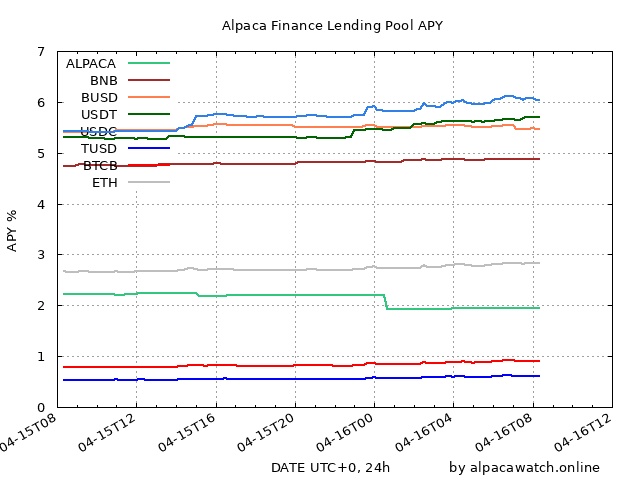 Alpaca Finance Lending Pool APY
7
6
5
4
3
2
1
0
APY %
ALPACA
BNB
BUSD
USDT
USDC
TUSD
BTCB
ETH
04-15T08
04-15T12
04-15T16
04-15T20
04-16T00
04-16T04
04-16T08
04-16T12
DATE UTC+0, 24h
by alpacawatch.online